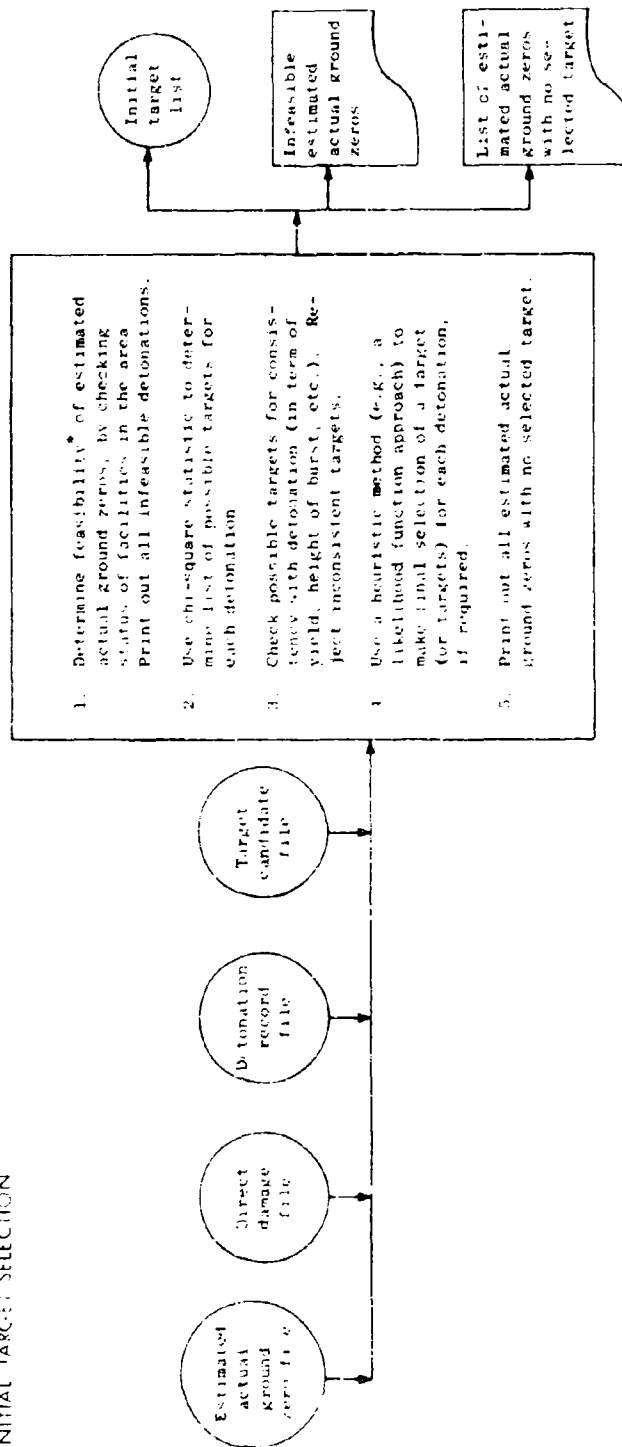 INITIAL TARGET SELECTION
Estimated
actual
ground
zero file
Direct
damage
file
Detonation
record
file
Target
candidate
file
1. Determine feasibility* of estimated
actual ground zeros, by checking
status of facilities in the area
Print out all infeasible detonations.
2. Use chi-square statistic to deter-
mine list of possible targets for
each detonation
3. Check possible targets for consis-
tency with detonation (in term of
yield, height of burst, etc.). Re-
ject inconsistent targets.
4 Use a heuristic method (e.g., a
likelihood function approach) to
make final selection of a target
(or targets) for each detonation,
if required.
5. Print out all estimated actual
ground zeros with no selected target.
Initial
target
list
Infeasible
estimated
actual ground
zeros
List of esti-
mated actual
ground zeros
with no se-
lected target